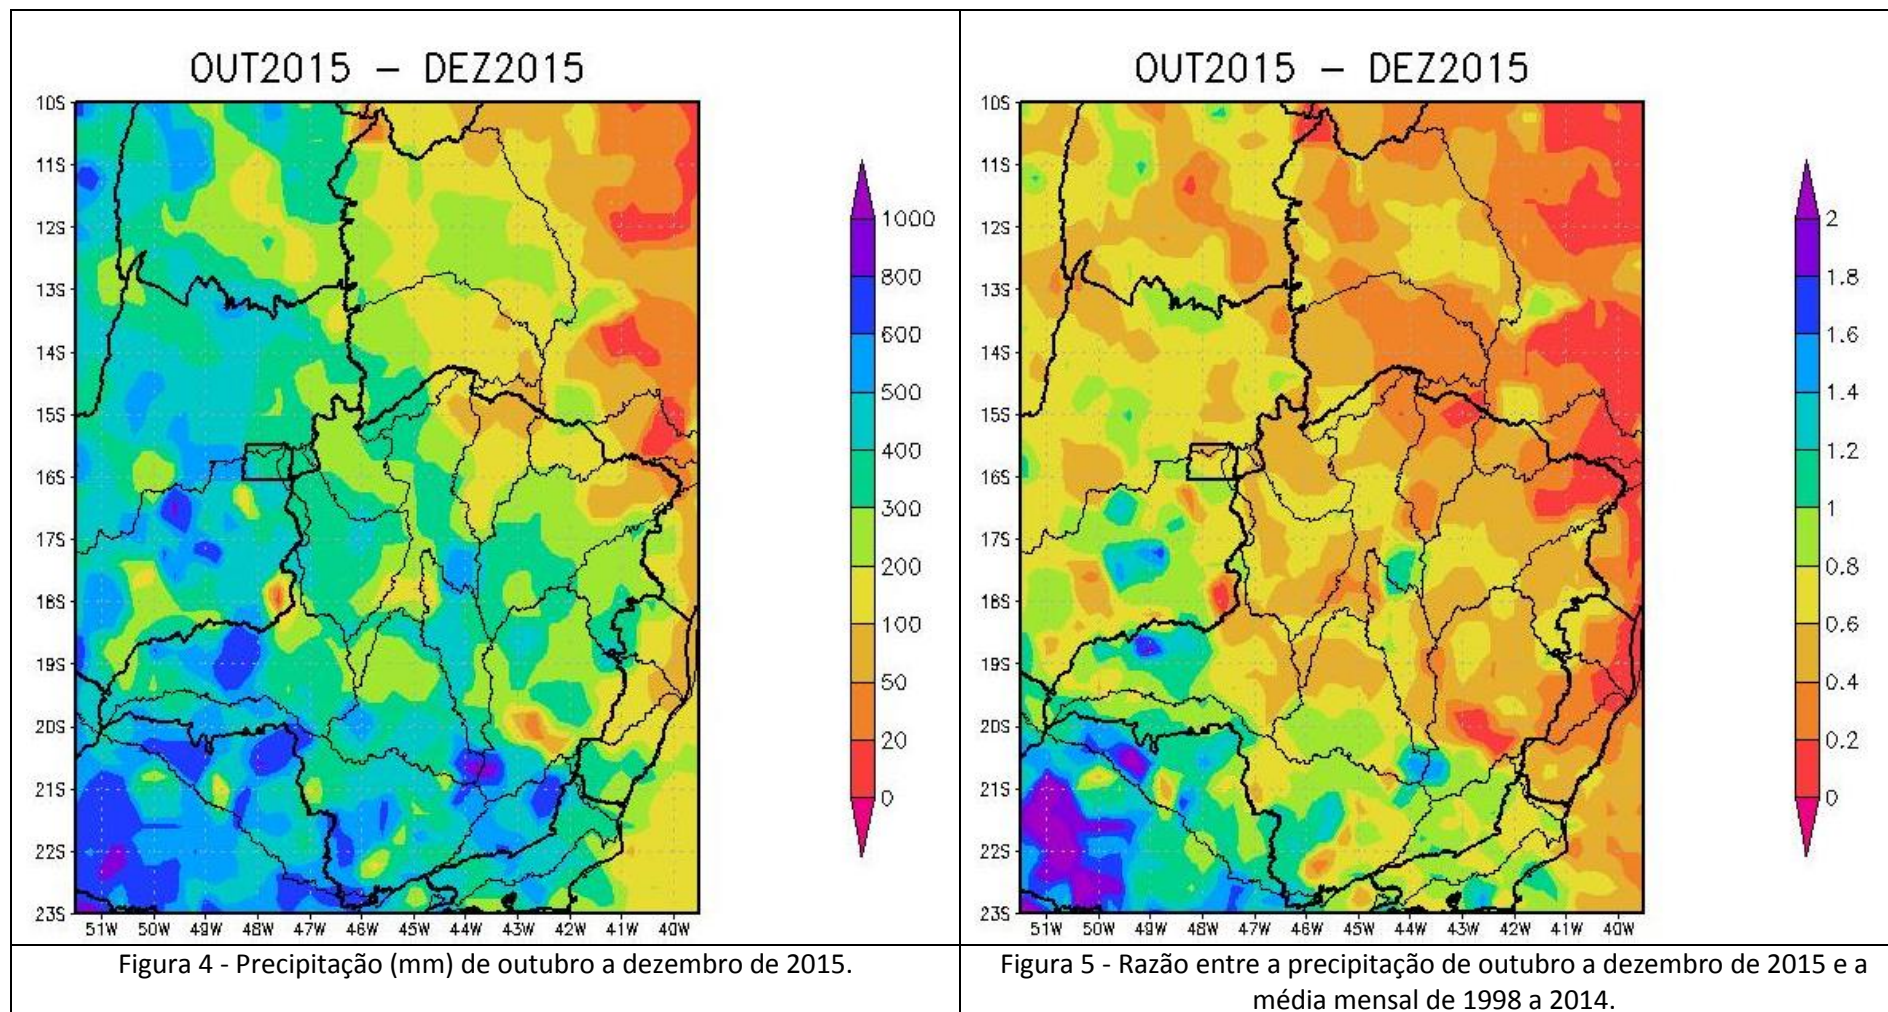 OUT2015 – DEZ2015
10S
11S
12S
13S
14S
15S
16S
17S
18S
19S
20S
21S
22S
23S
51W 50W 49W 48W 47W 46W 45W 44W 43W 42W 41W 40W
1000
800
600
500
400
300
200
100
50
20
0
Figura 4 - Precipitação (mm) de outubro a dezembro de 2015.
OUT2015 – DEZ2015
10S
11S
12S
13S
14S
15S
16S
17S
18S
19S
20S
21S
22S
23S
51W 50W 49W 48W 47W 46W 45W 44W 43W 42W 41W 40W
2
1.8
1.6
1.4
1.2
1
0.8
0.6
0.4
0.2
0
Figura 5 - Razão entre a precipitação de outubro a dezembro de 2015 e a
média mensal de 1998 a 2014.